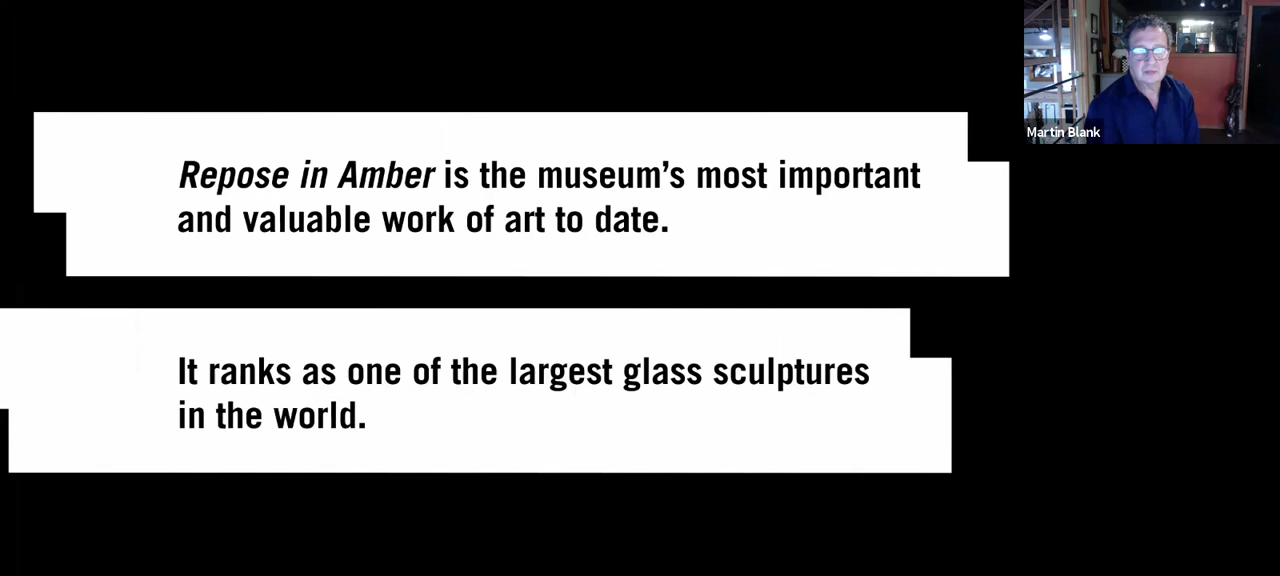 Repose in Amber is the museum’s most important
and valuable work of art to date.
It ranks as one of the largest glass sculptures
in the world.
Martin Blank